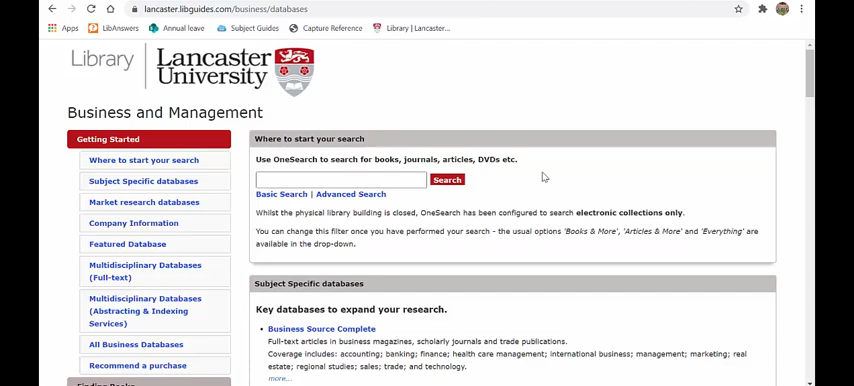 lancaster.libguides.com/business/databases
Apps LibAnswers Annual leave Subject Guides Capture Reference Library | Lancaster...
Library Lancaster University
Business and Management
Getting Started
Where to start your search
Subject Specific databases
Market research databases
Company Information
Featured Database
Multidisciplinary Databases
(Full-text)
Multidisciplinary Databases
(Abstracting & Indexing
Services)
All Business Databases
Recommend a purchase
Finding Books
Where to start your search
Use OneSearch to search for books, journals, articles, DVDs etc.
Search
Basic Search | Advanced Search
Whilst the physical library building is closed, OneSearch has been configured to search electronic collections only.
You can change this filter once you have performed your search - the usual options 'Books & More', 'Articles & More' and 'Everything' are
available in the drop-down.
Subject Specific databases
Key databases to expand your research.
• Business Source Complete
Full-text articles in business magazines, scholarly journals and trade publications.
Coverage includes: accounting; banking; finance; health care management; international business; management; marketing; real
estate; regional studies; sales; trade; and technology.
more...